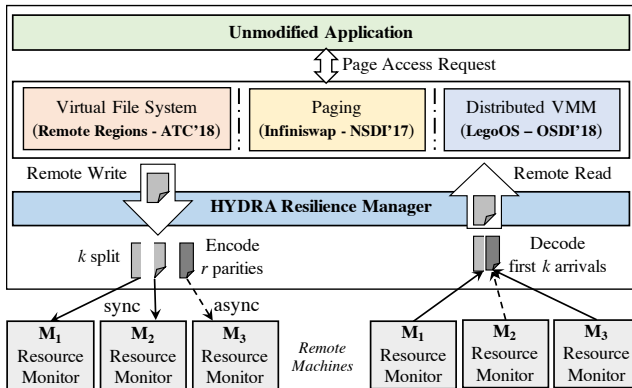 Unmodified Application
Page Access Request
Virtual File System
(Remote Regions - ATC'18)
Paging
(Infiniswap - NSDI'17)
Distributed VMM
(LegoOS – OSDI'18)
Remote Write
Remote Read
HYDRA Resilience Manager
k split
Encode
r parities
Decode
first k arrivals
sync
async
M1
Resource
Monitor
M2
Resource
Monitor
M3
Resource
Monitor
Remote
Machines
M1
Resource
Monitor
M2
Resource
Monitor
M3
Resource
Monitor